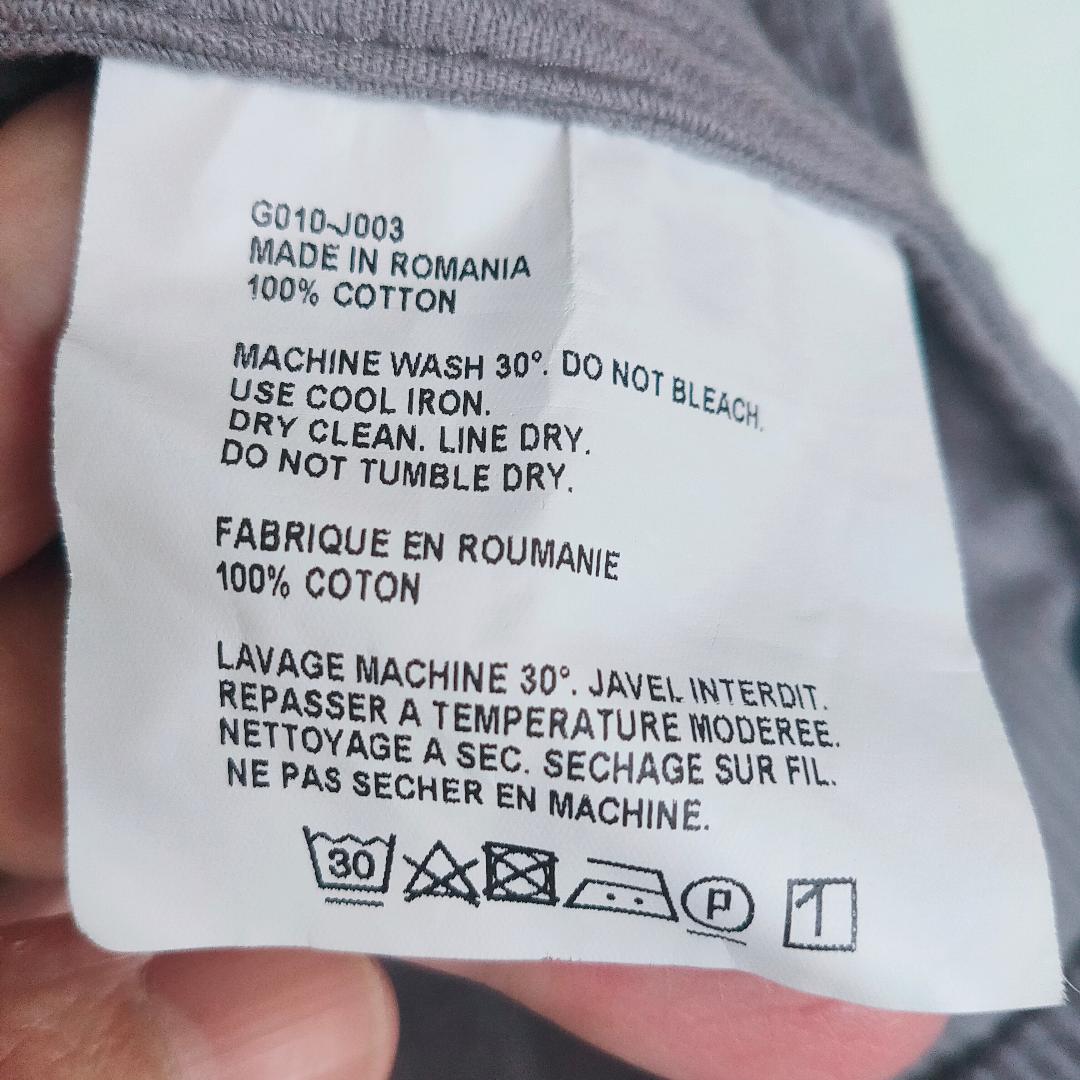 G010-J003
MADE IN ROMANIA
100% COTTON
MACHINE WASH 30°. DO NOT BLEACH.
USE COOL IRON.
DRY CLEAN. LINE DRY.
DO NOT TUMBLE DRY.
FABRIQUE EN ROUMANIE
100% COTON
LAVAGE MACHINE 30°. JAVEL INTERDIT.
REPASSER A TEMPERATURE MODEREE.
NETTOYAGE A SEC. SECHAGE SUR FIL.
NE PAS SECHER EN MACHINE.
30 P 1